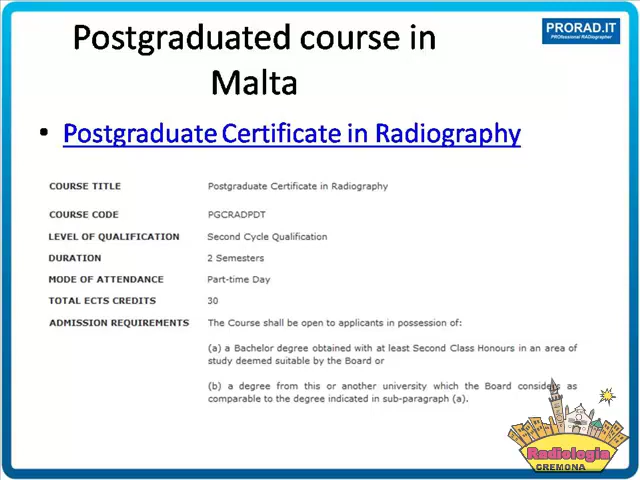 Postgraduated course in
Malta
PRORAD.IT
PROfessional RADiographer
• Postgraduate Certificate in Radiography
COURSE TITLE Postgraduate Certificate in Radiography
COURSE CODE PGCRADPDT
LEVEL OF QUALIFICATION Second Cycle Qualification
DURATION 2 Semesters
MODE OF ATTENDANCE Part-time Day
TOTAL ECTS CREDITS 30
ADMISSION REQUIREMENTS The Course shall be open to applicants in possession of:
(a) a Bachelor degree obtained with at least Second Class Honours in an area of
study deemed suitable by the Board or
(b) a degree from this or another university which the Board considers as
comparable to the degree indicated in sub-paragraph (a).
Radiologia
CREMONA